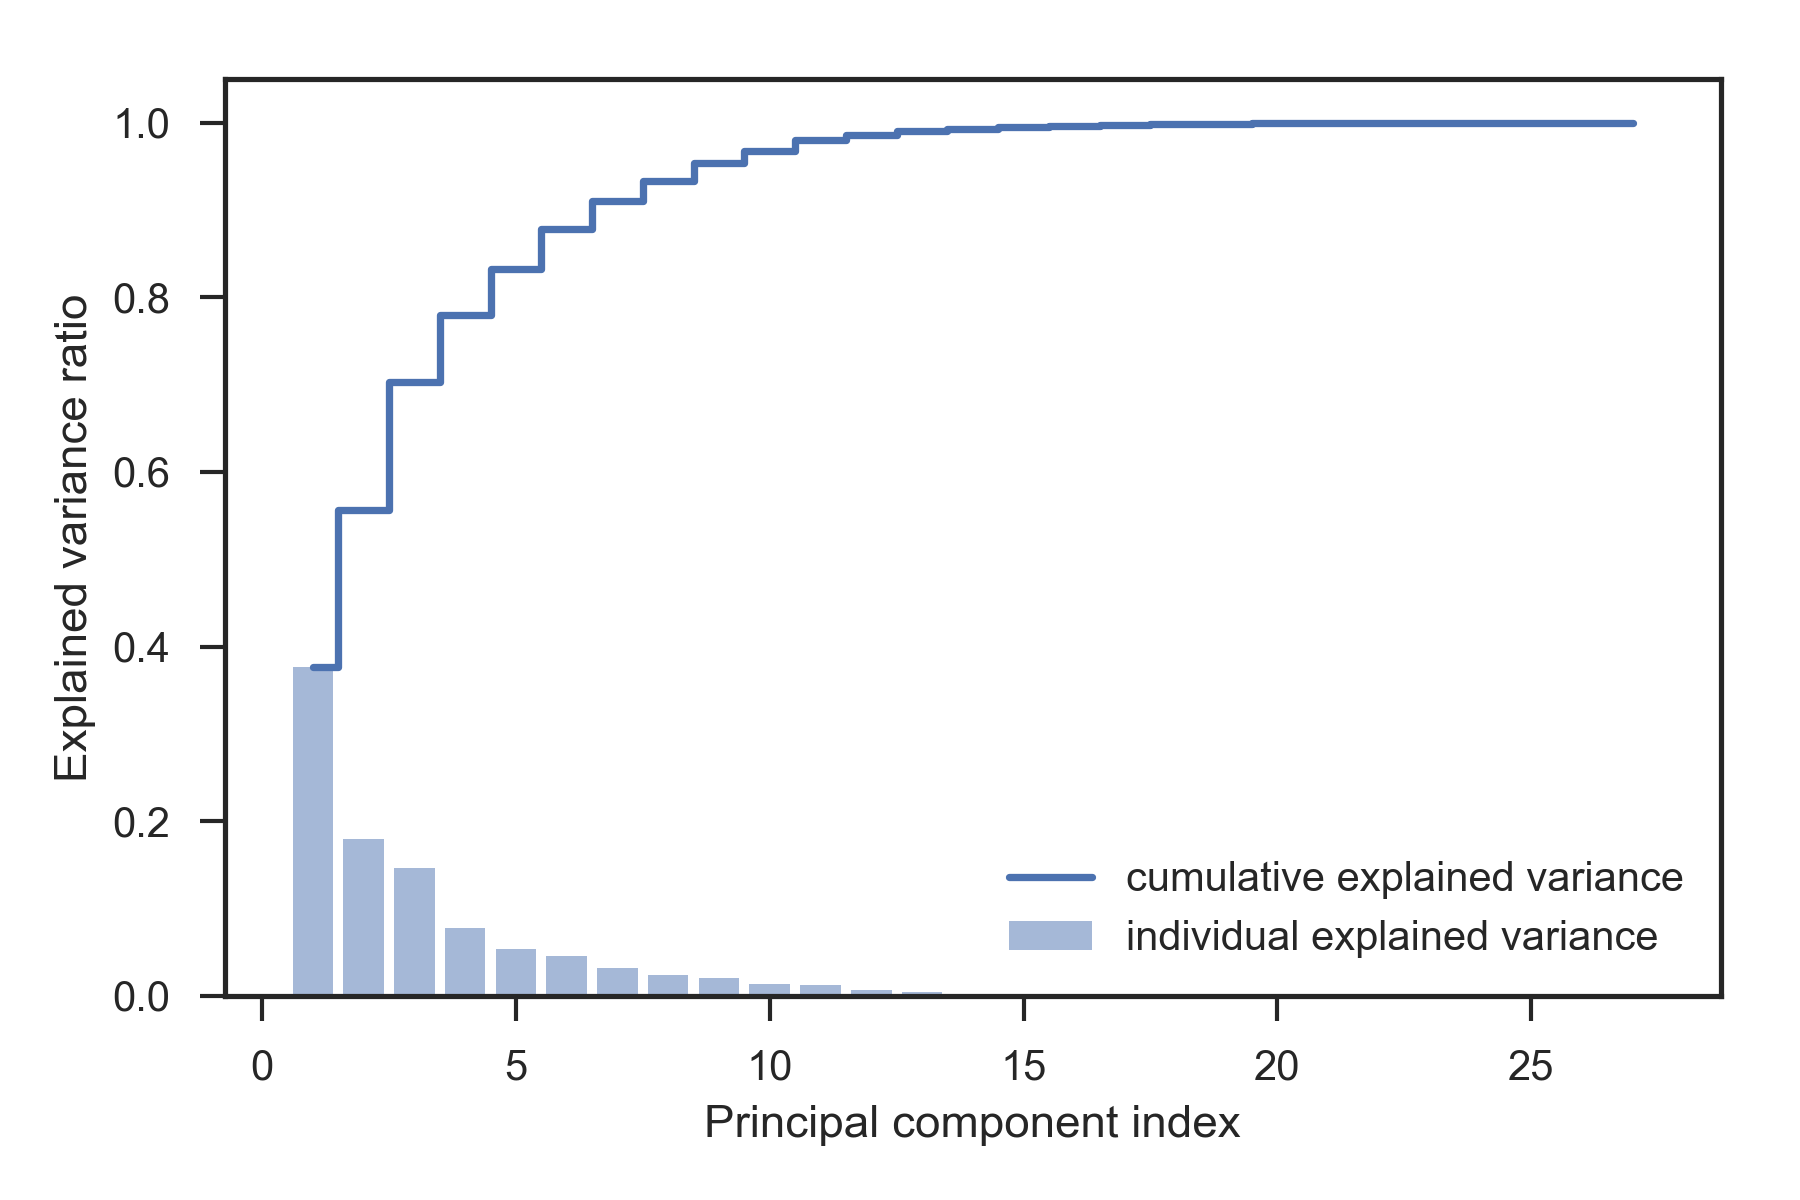 1.0
0.8
0.6
0.4
0.2
0.0
Explained variance ratio
cumulative explained variance
individual explained variance
0 5 10 15 20 25
Principal component index